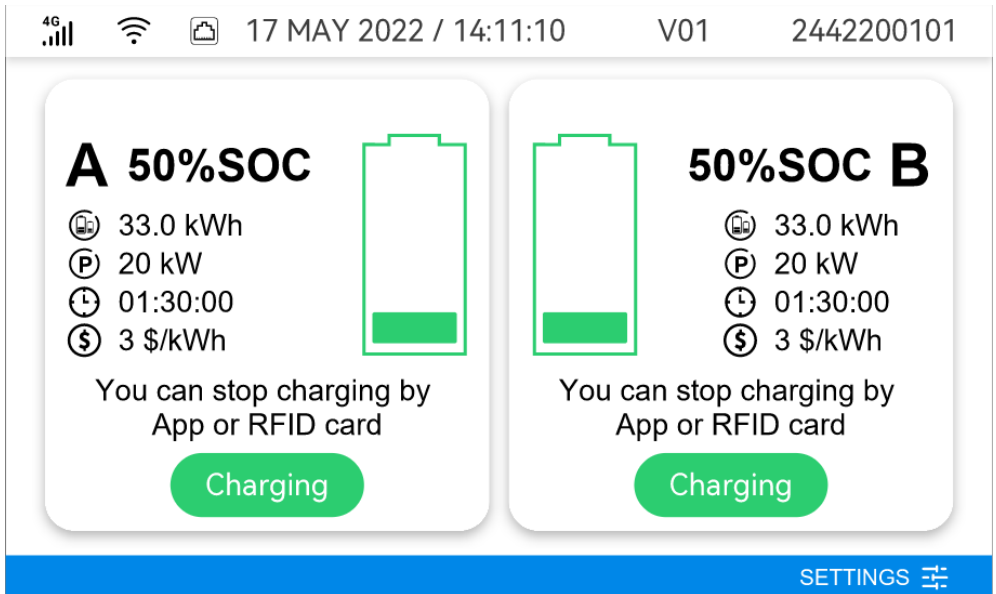 4G 17 MAY 2022 / 14:11:10 V01 2442200101
A 50%SOC
33.0 kWh
P 20 kW
01:30:00
$ 3 $/kWh
You can stop charging by
App or RFID card
Charging
50%SOC B
33.0 kWh
P 20 kW
01:30:00
$ 3 $/kWh
You can stop charging by
App or RFID card
Charging
SETTINGS